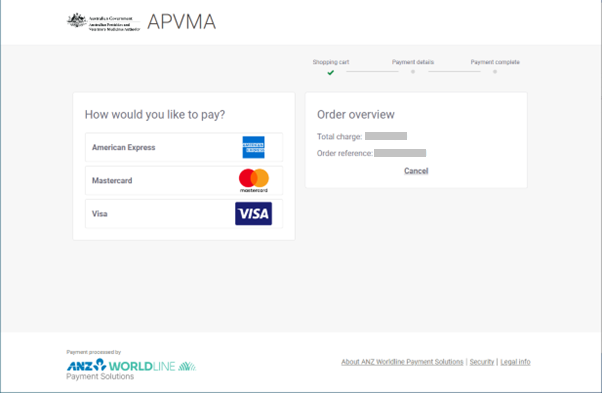 Australian Government
Australian Pesticides and
Veterinary Medicines Authority
APVMA
Shopping cart
Payment details
Payment complete
How would you like to pay?
American Express
AMERICAN
EXPRESS
Mastercard
mastercard
Visa
VISA
Order overview
Total charge:
Order reference:
Cancel
Payment processed by
ANZ WORLDLINE
Payment Solutions
About ANZ Worldline Payment Solutions | Security | Legal info